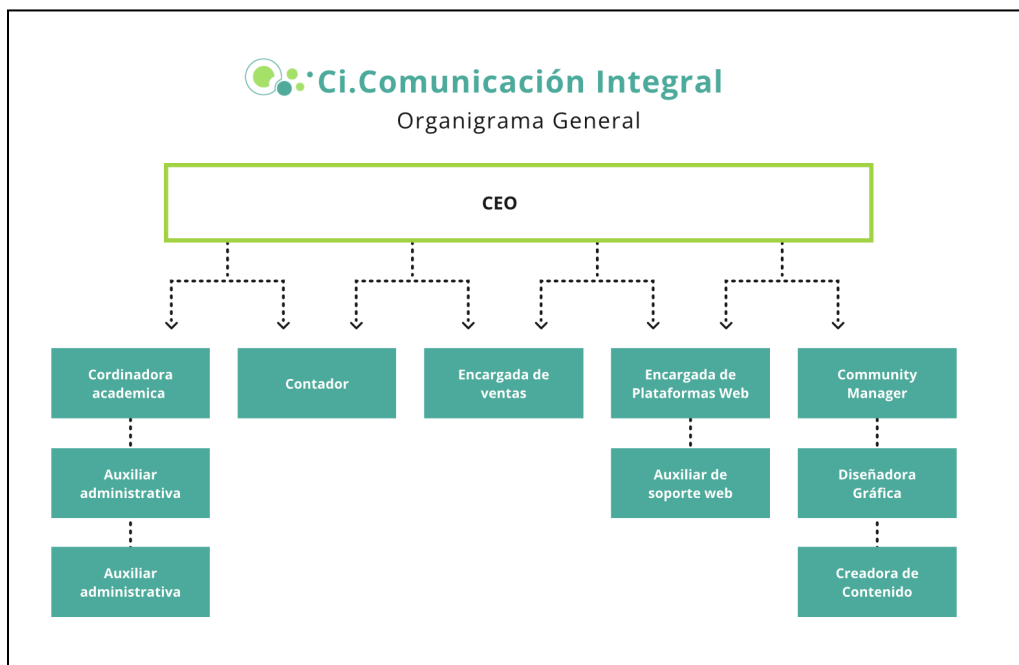 Ci.Comunicación Integral
Organigrama General
CEO
Cordinadora
academica
Contador
Encargada de
ventas
Encargada de
Plataformas Web
Community
Manager
Auxiliar
administrativa
Auxiliar de
soporte web
Diseñadora
Gráfica
Auxiliar
administrativa
Creadora de
Contenido